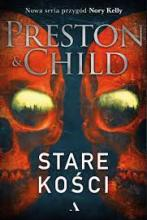 Nowa seria przygód Nory Kelly
PRESTON
& CHILD
STARE
KOŚCI
A